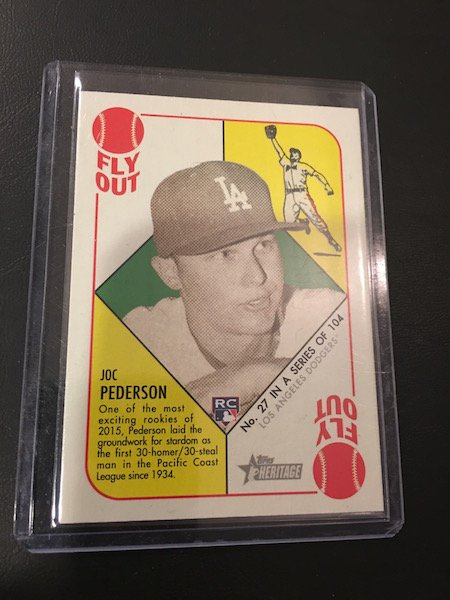 FLY
OUT
LA
JOC
PEDERSON
One of the most
exciting rookies of
2015, Pederson laid the
groundwork for stardom as
the first 30-homer/30-steal
man in the Pacific Coast
League since 1934.
RC
No. 27 IN A SERIES OF 104
LOS ANGELES DODGERS
Topps
HERITAGE
FLY
OUT